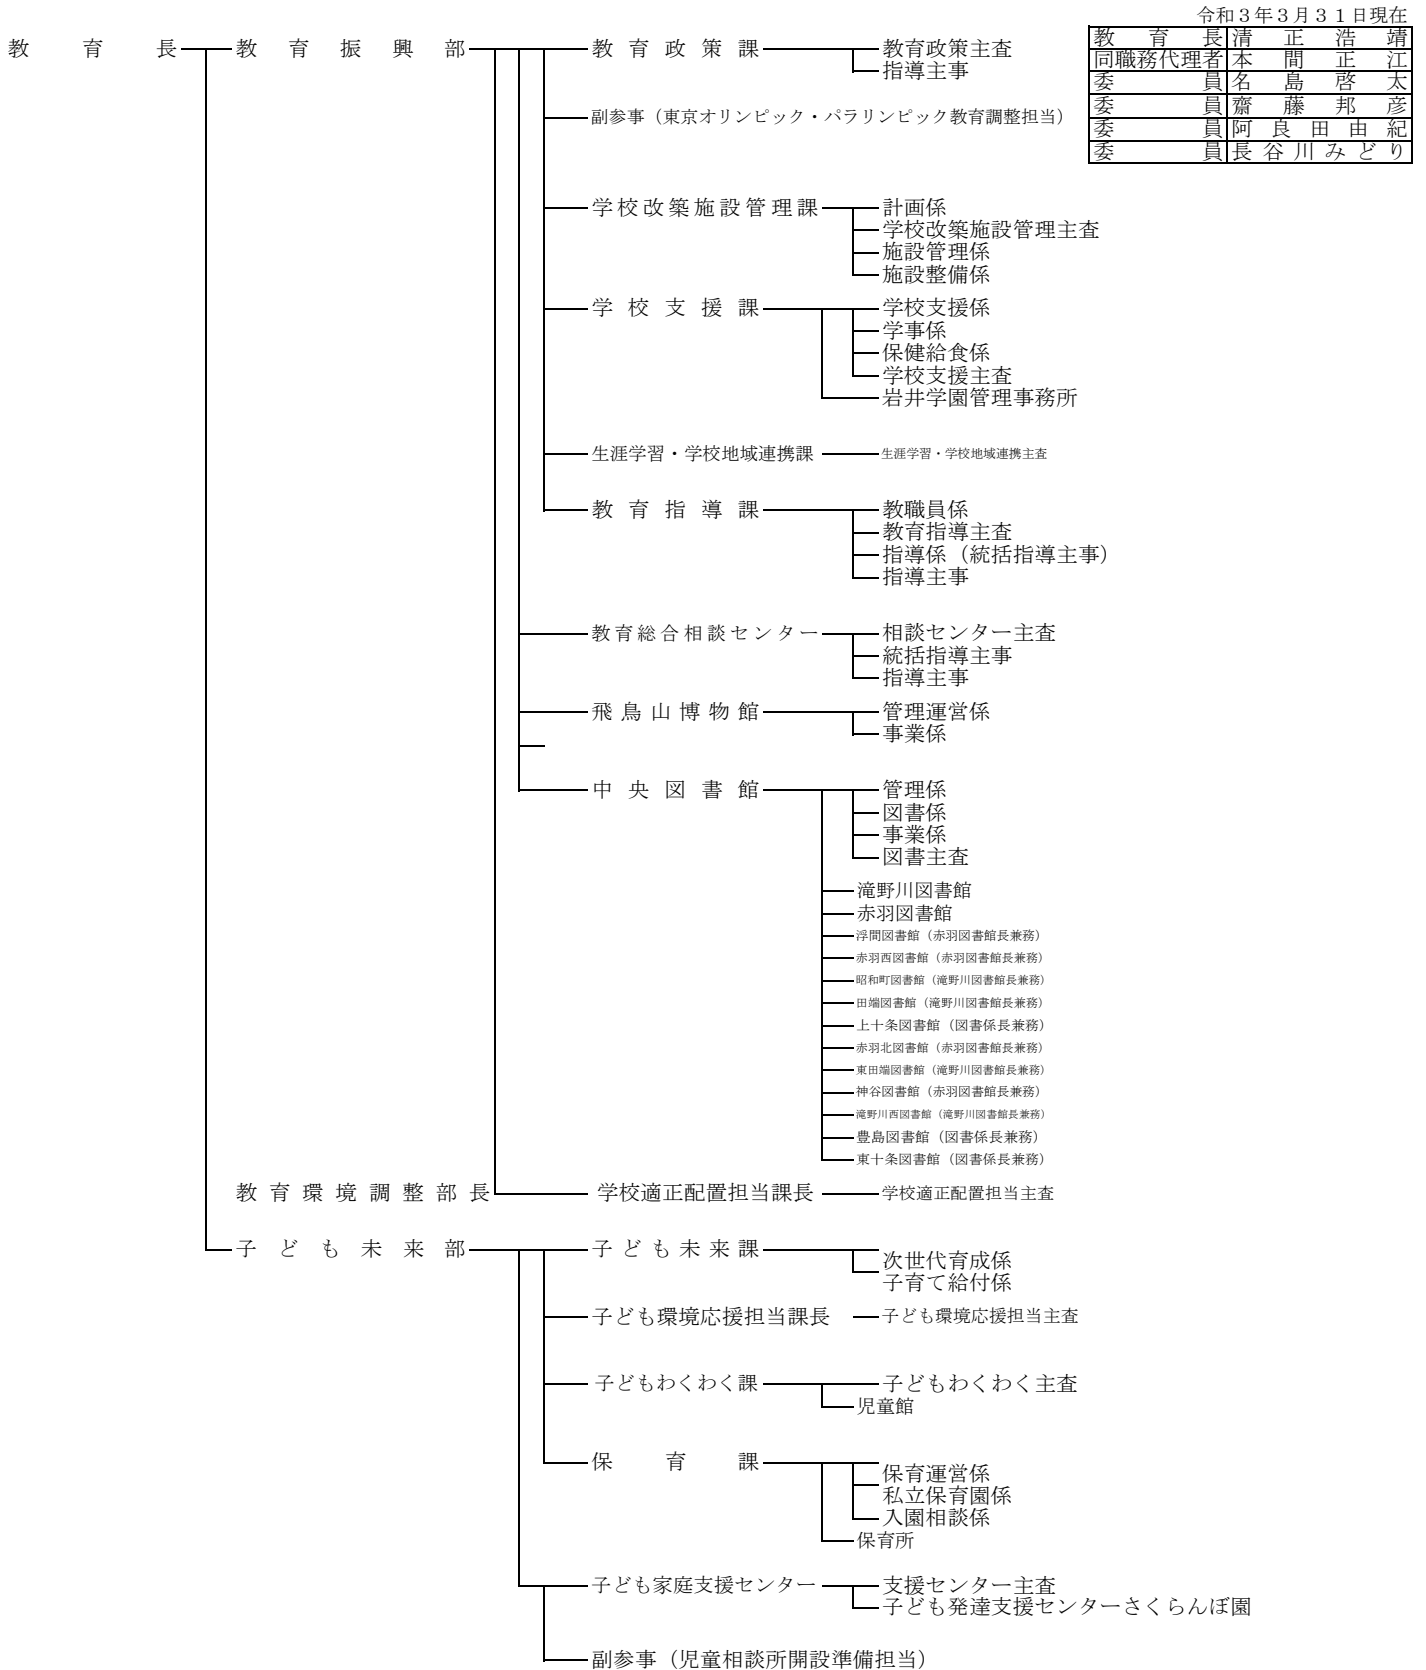 令和３年３月３１日現在
教育長 清正浩靖
同職務代理者 本間正江
委員 名島啓太
委員 齋藤邦彦
委員 阿良田由紀
委員 長谷川みどり
教育長 教育振興部 教育政策課 教育政策主査
指導主事
副参事（東京オリンピック・パラリンピック教育調整担当）
学校改築施設管理課 計画係
学校改築施設管理主査
施設管理係
施設整備係
学校支援課 学校支援係
学事係
保健給食係
学校支援主査
岩井学園管理事務所
生涯学習・学校地域連携課 生涯学習・学校地域連携主査
教育指導課 教職員係
教育指導主査
指導係（統括指導主事）
指導主事
教育総合相談センター 相談センター主査
統括指導主事
指導主事
飛鳥山博物館 管理運営係
事業係
中央図書館 管理係
図書係
事業係
図書主査
滝野川図書館
赤羽図書館
浮間図書館（赤羽図書館長兼務）
赤羽西図書館（赤羽図書館長兼務）
昭和町図書館（滝野川図書館長兼務）
田端図書館（滝野川図書館長兼務）
上十条図書館（図書係長兼務）
赤羽北図書館（赤羽図書館長兼務）
東田端図書館（滝野川図書館長兼務）
神谷図書館（赤羽図書館長兼務）
滝野川西図書館（滝野川図書館長兼務）
豊島図書館（図書係長兼務）
東十条図書館（図書係長兼務）
教育環境調整部長 学校適正配置担当課長 学校適正配置担当主査
子ども未来部 子ども未来課
次世代育成係
子育て給付係
子ども環境応援担当課長 子ども環境応援担当主査
子どもわくわく課 子どもわくわく主査
児童館
保育課
保育運営係
私立保育園係
入園相談係
保育所
子ども家庭支援センター 支援センター主査
子ども発達支援センターさくらんぼ園
副参事（児童相談所開設準備担当）